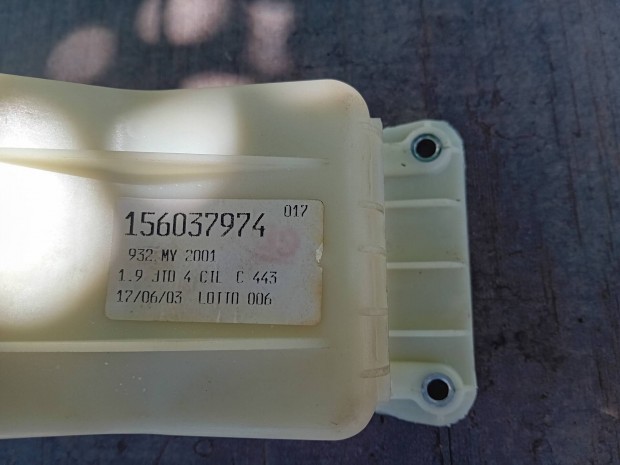 017
156037974
932 MY 2001
1.9 JTD 4 CIL C 443
17/06/03 LOTTO 006